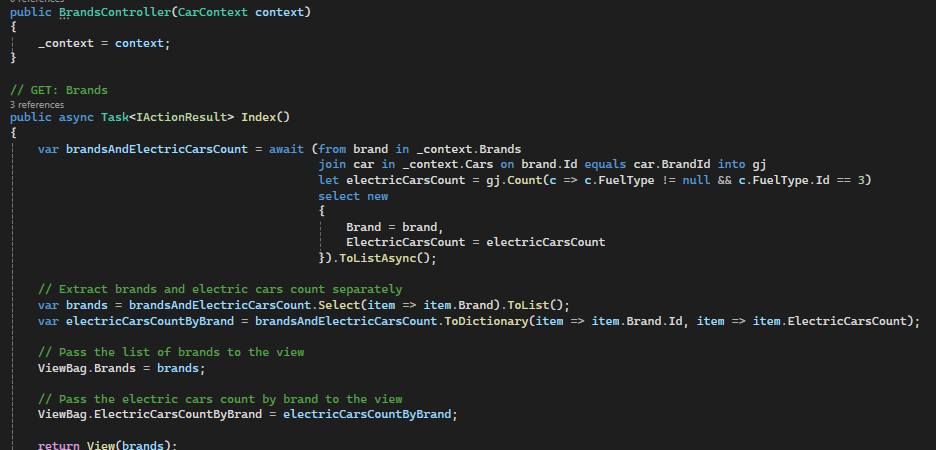 6 references
public BrandsController(CarContext context)
{
    _context = context;
}
// GET: Brands
3 references
public async Task<IActionResult> Index()
{
    var brandsAndElectricCarsCount = await (from brand in _context.Brands
                                            join car in _context.Cars on brand.Id equals car.BrandId into gj
                                            let electricCarsCount = gj.Count(c => c.FuelType != null && c.FuelType.Id == 3)
                                            select new
                                            {
                                                Brand = brand,
                                                ElectricCarsCount = electricCarsCount
                                            }).ToListAsync();
    // Extract brands and electric cars count separately
    var brands = brandsAndElectricCarsCount.Select(item => item.Brand).ToList();
    var electricCarsCountByBrand = brandsAndElectricCarsCount.ToDictionary(item => item.Brand.Id, item => item.ElectricCarsCount);
    // Pass the list of brands to the view
    ViewBag.Brands = brands;
    // Pass the electric cars count by brand to the view
    ViewBag.ElectricCarsCountByBrand = electricCarsCountByBrand;
    return View(brands);